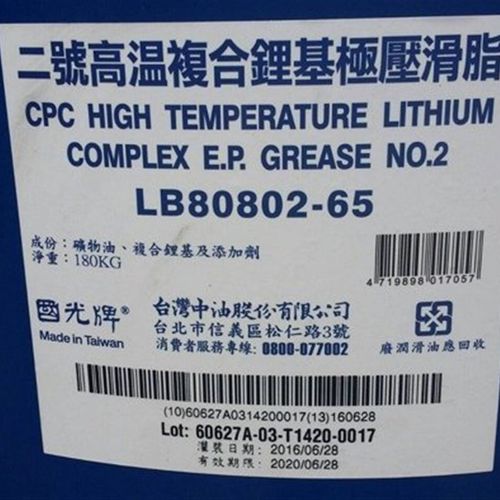 二號高温複合鋰基極壓滑脂
CPC HIGH TEMPERATURE LITHIUM
COMPLEX E.P. GREASE NO.2
LB80802-65
成份：礦物油、複合鋰基及添加劑
淨重：180KG
4 719898 017057
國光牌®
Made in Taiwan
台灣中油股份有限公司
台北市信義區松仁路3號
消費者服務專線: 0800-077002
廢潤滑油應回收
(10)60627A0314200017(13)160628
Lot: 60627A-03-T1420-0017
灌裝日期: 2016/06/28
有效期限: 2020/06/28